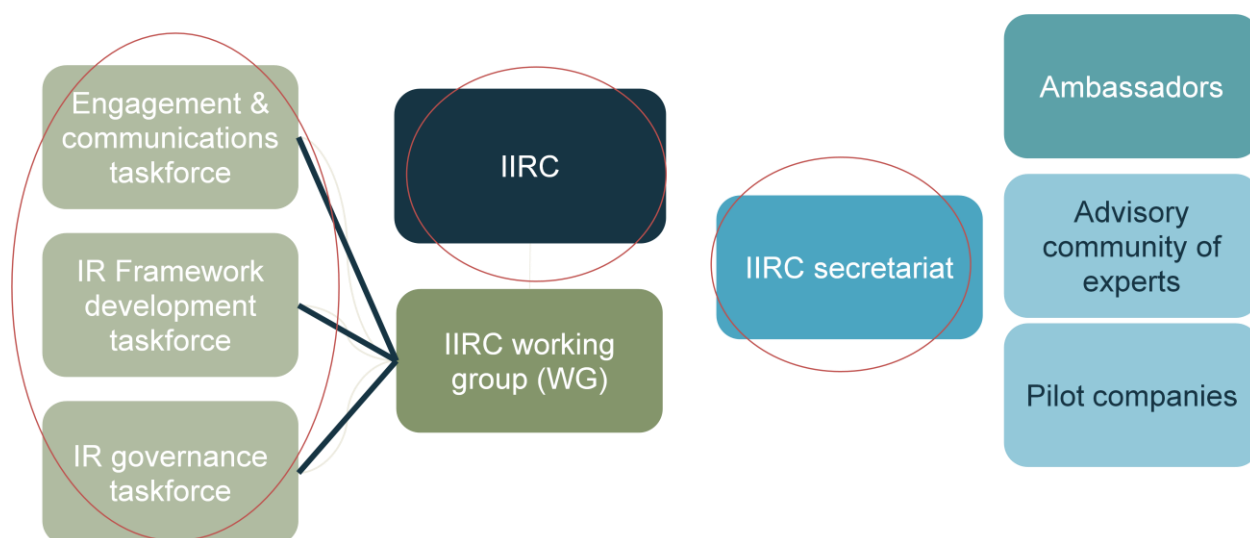 Engagement &
communications
taskforce
IR Framework
development
taskforce
IR governance
taskforce
IIRC
IIRC working
group (WG)
IIRC secretariat
Ambassadors
Advisory
community of
experts
Pilot companies